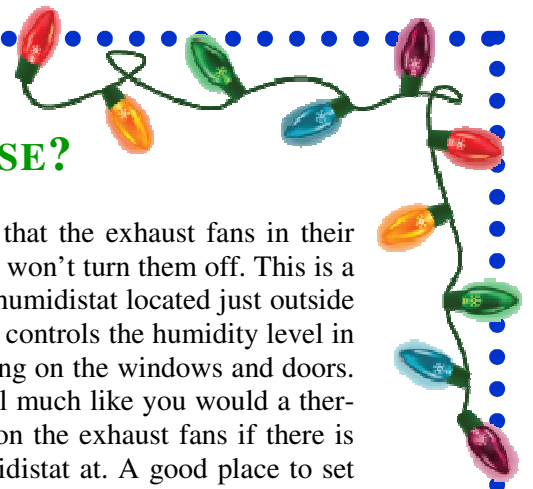 SE?
that the exhaust fans in their
won’t turn them off. This is a
humidistat located just outside
controls the humidity level in
ng on the windows and doors.
l much like you would a ther-
on the exhaust fans if there is
idistat at. A good place to set